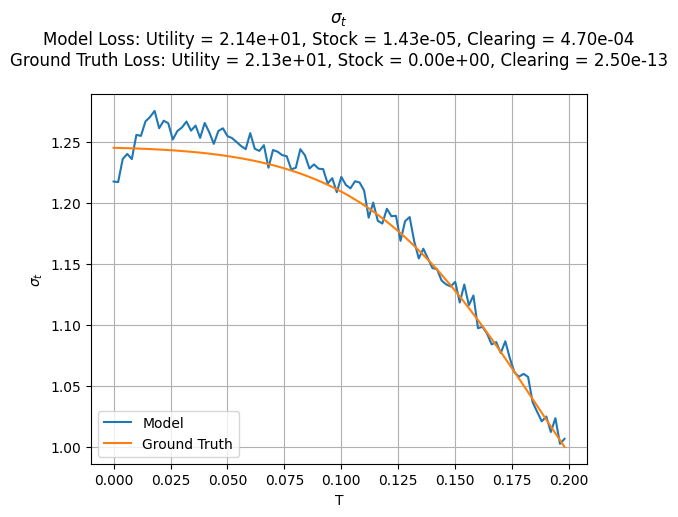 σt
Model Loss: Utility = 2.14e+01, Stock = 1.43e-05, Clearing = 4.70e-04
Ground Truth Loss: Utility = 2.13e+01, Stock = 0.00e+00, Clearing = 2.50e-13
1.25
1.20
1.15
1.10
1.05
1.00
σt
Model
Ground Truth
0.000 0.025 0.050 0.075 0.100 0.125 0.150 0.175 0.200
T